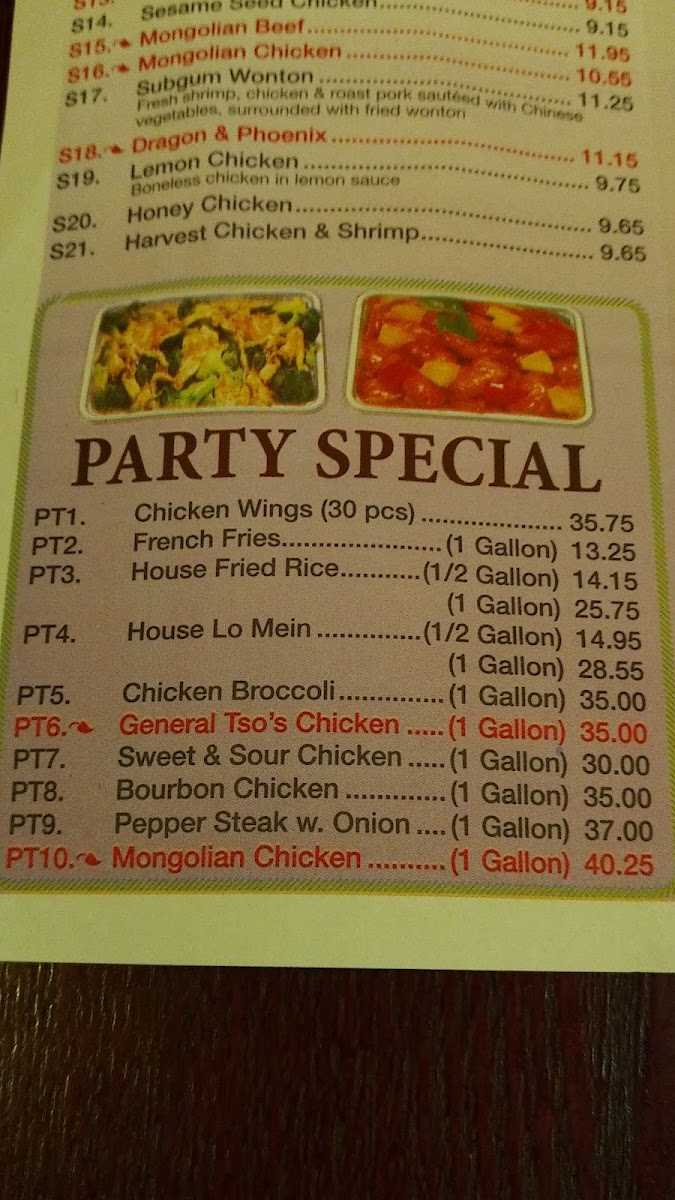 S13. 9.15
S14. Sesame Seed Chicken.......... 9.15
S15. Mongolian Beef.......... 11.95
S16. Mongolian Chicken .......... 10.55
S17. Subgum Wonton .......... 11.25
Fresh shrimp, chicken & roast pork sautéed with Chinese
vegetables, surrounded with fried wonton
S18. Dragon & Phoenix .......... 11.15
S19. Lemon Chicken .......... 9.75
Boneless chicken in lemon sauce
S20. Honey Chicken.......... 9.65
S21. Harvest Chicken & Shrimp.......... 9.65
PARTY SPECIAL
PT1. Chicken Wings (30 pcs) .......... 35.75
PT2. French Fries..........(1 Gallon) 13.25
PT3. House Fried Rice..........(1/2 Gallon) 14.15
(1 Gallon) 25.75
PT4. House Lo Mein ..........(1/2 Gallon) 14.95
(1 Gallon) 28.55
PT5. Chicken Broccoli..........(1 Gallon) 35.00
PT6. General Tso's Chicken .....(1 Gallon) 35.00
PT7. Sweet & Sour Chicken .....(1 Gallon) 30.00
PT8. Bourbon Chicken ..........(1 Gallon) 35.00
PT9. Pepper Steak w. Onion ....(1 Gallon) 37.00
PT10. Mongolian Chicken ..........(1 Gallon) 40.25